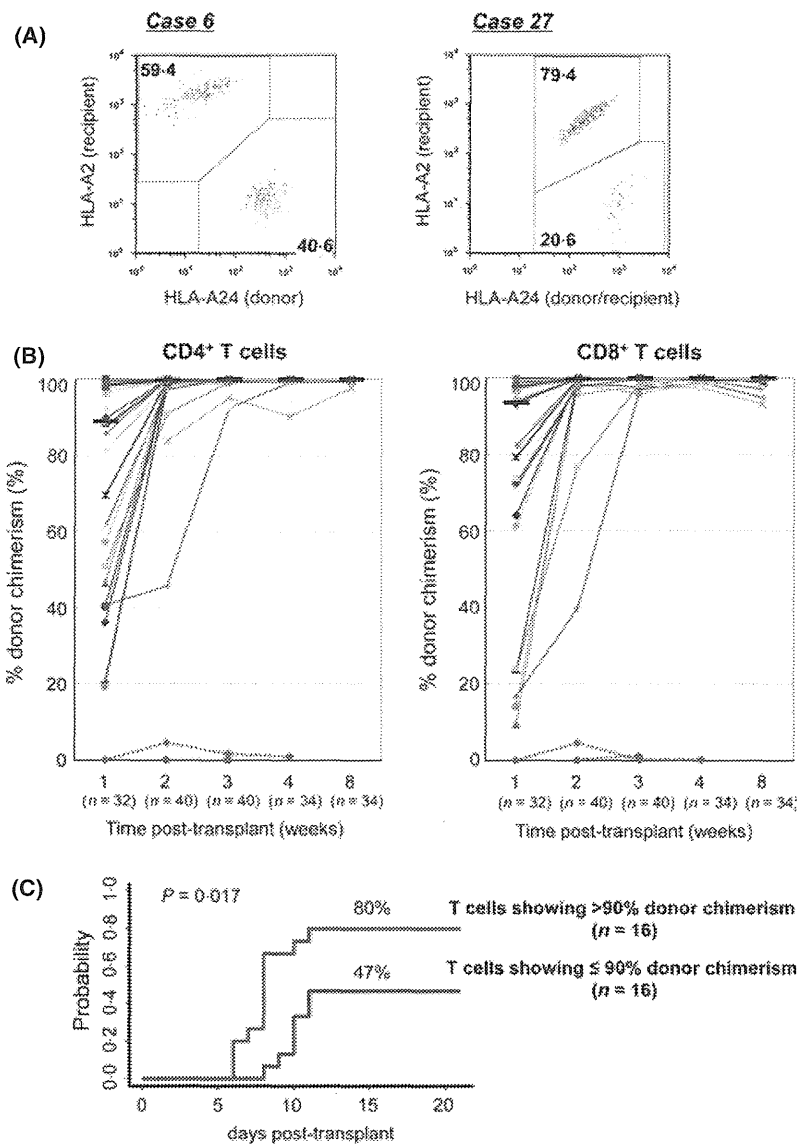 (A)
Case 6
Case 27
59·4
40·6
HLA-A2 (recipient)
HLA-A24 (donor)
79·4
20·6
HLA-A2 (recipient)
HLA-A24 (donor/recipient)
(B)
CD4⁺ T cells
CD8⁺ T cells
% donor chimerism (%)
100
80
60
40
20
0
1
2
3
4
8
(n = 32) (n = 40) (n = 40) (n = 34) (n = 34)
Time post-transplant (weeks)
% donor chimerism (%)
100
80
60
40
20
0
1
2
3
4
8
(n = 32) (n = 40) (n = 40) (n = 34) (n = 34)
Time post-transplant (weeks)
(C)
P = 0·017
Probability
0·0 0·2 0·4 0·6 0·8 1·0
80%
47%
T cells showing >90% donor chimerism
(n = 16)
T cells showing ≤ 90% donor chimerism
(n = 16)
0 5 10 15 20
days post-transplant